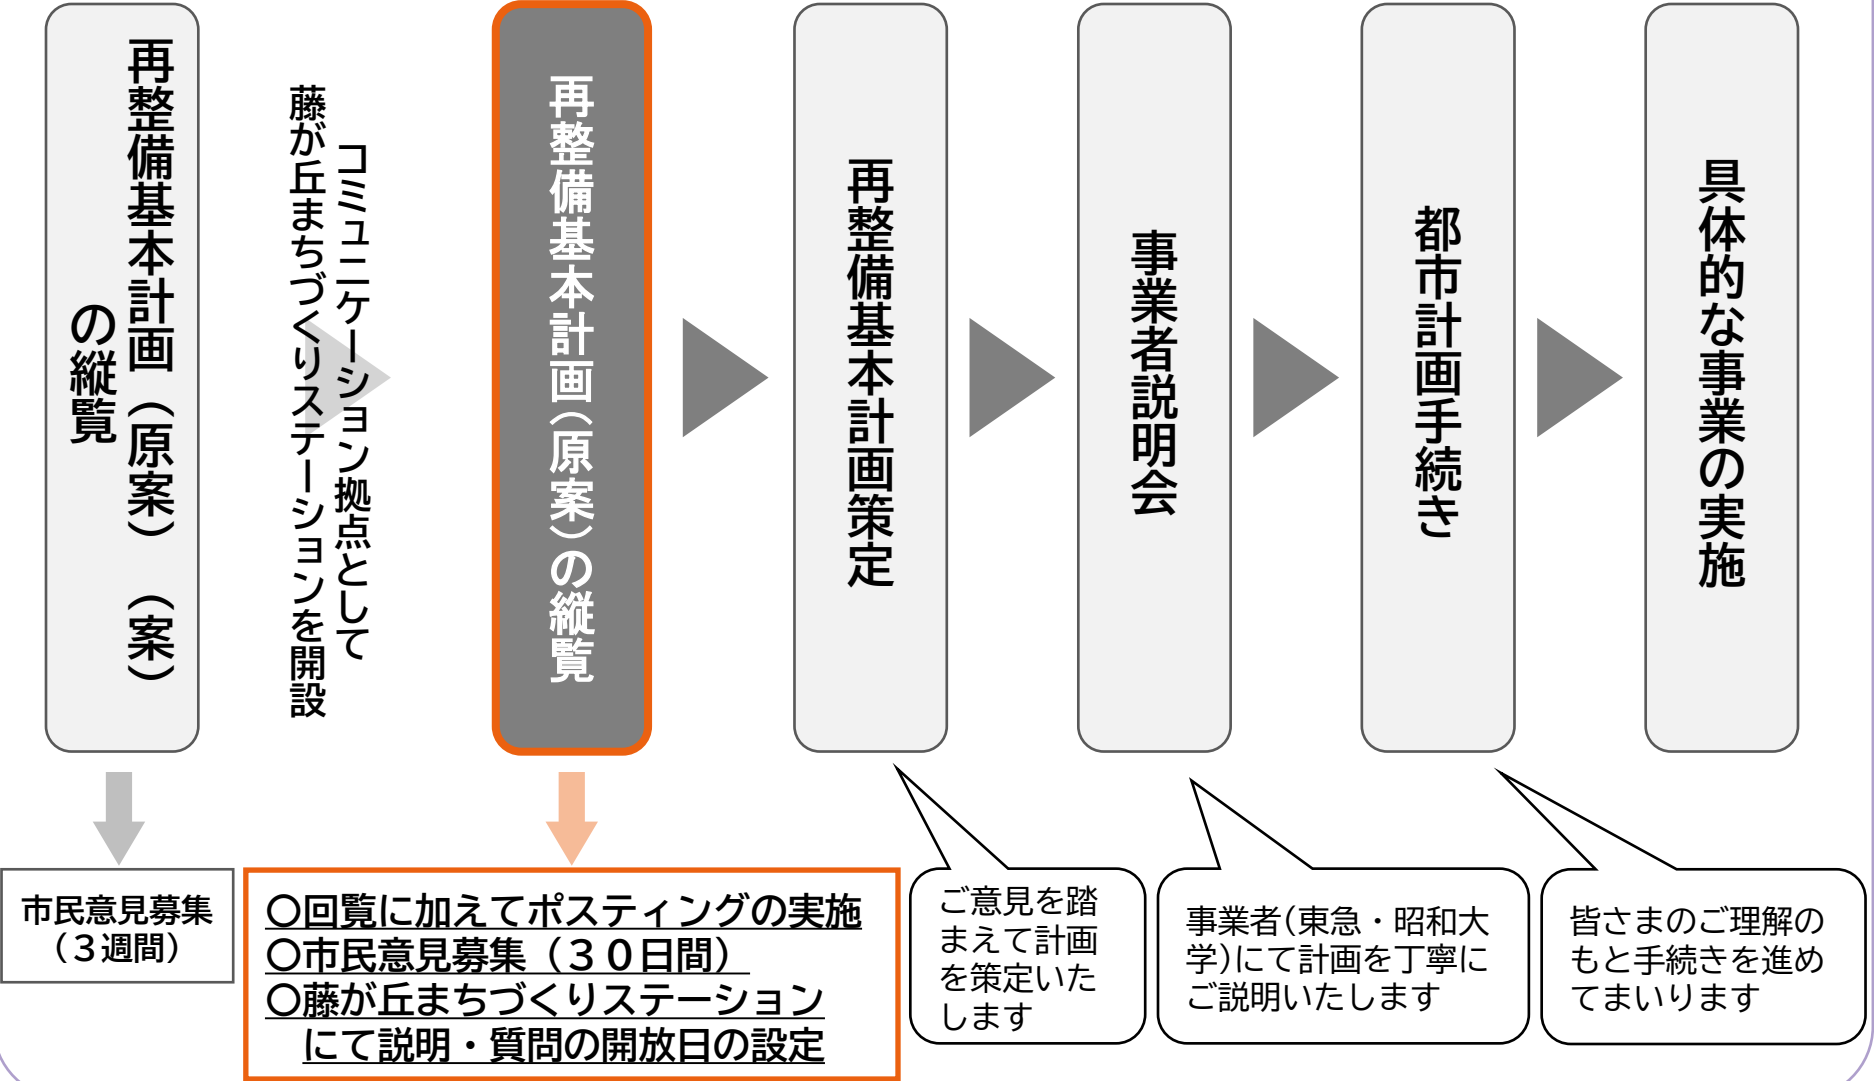 再整備基本計画（原案）（案）
の縦覧
コミュニケーション拠点として
藤が丘まちづくりステーションを開設
再整備基本計画（原案）の縦覧
再整備基本計画策定
事業者説明会
都市計画手続き
具体的な事業の実施
市民意見募集
（３週間）
〇回覧に加えてポスティングの実施
〇市民意見募集（３０日間）
〇藤が丘まちづくりステーション
にて説明・質問の開放日の設定
ご意見を踏
まえて計画
を策定いた
します
事業者（東急・昭和大
学）にて計画を丁寧に
ご説明いたします
皆さまのご理解の
もと手続きを進め
てまいります